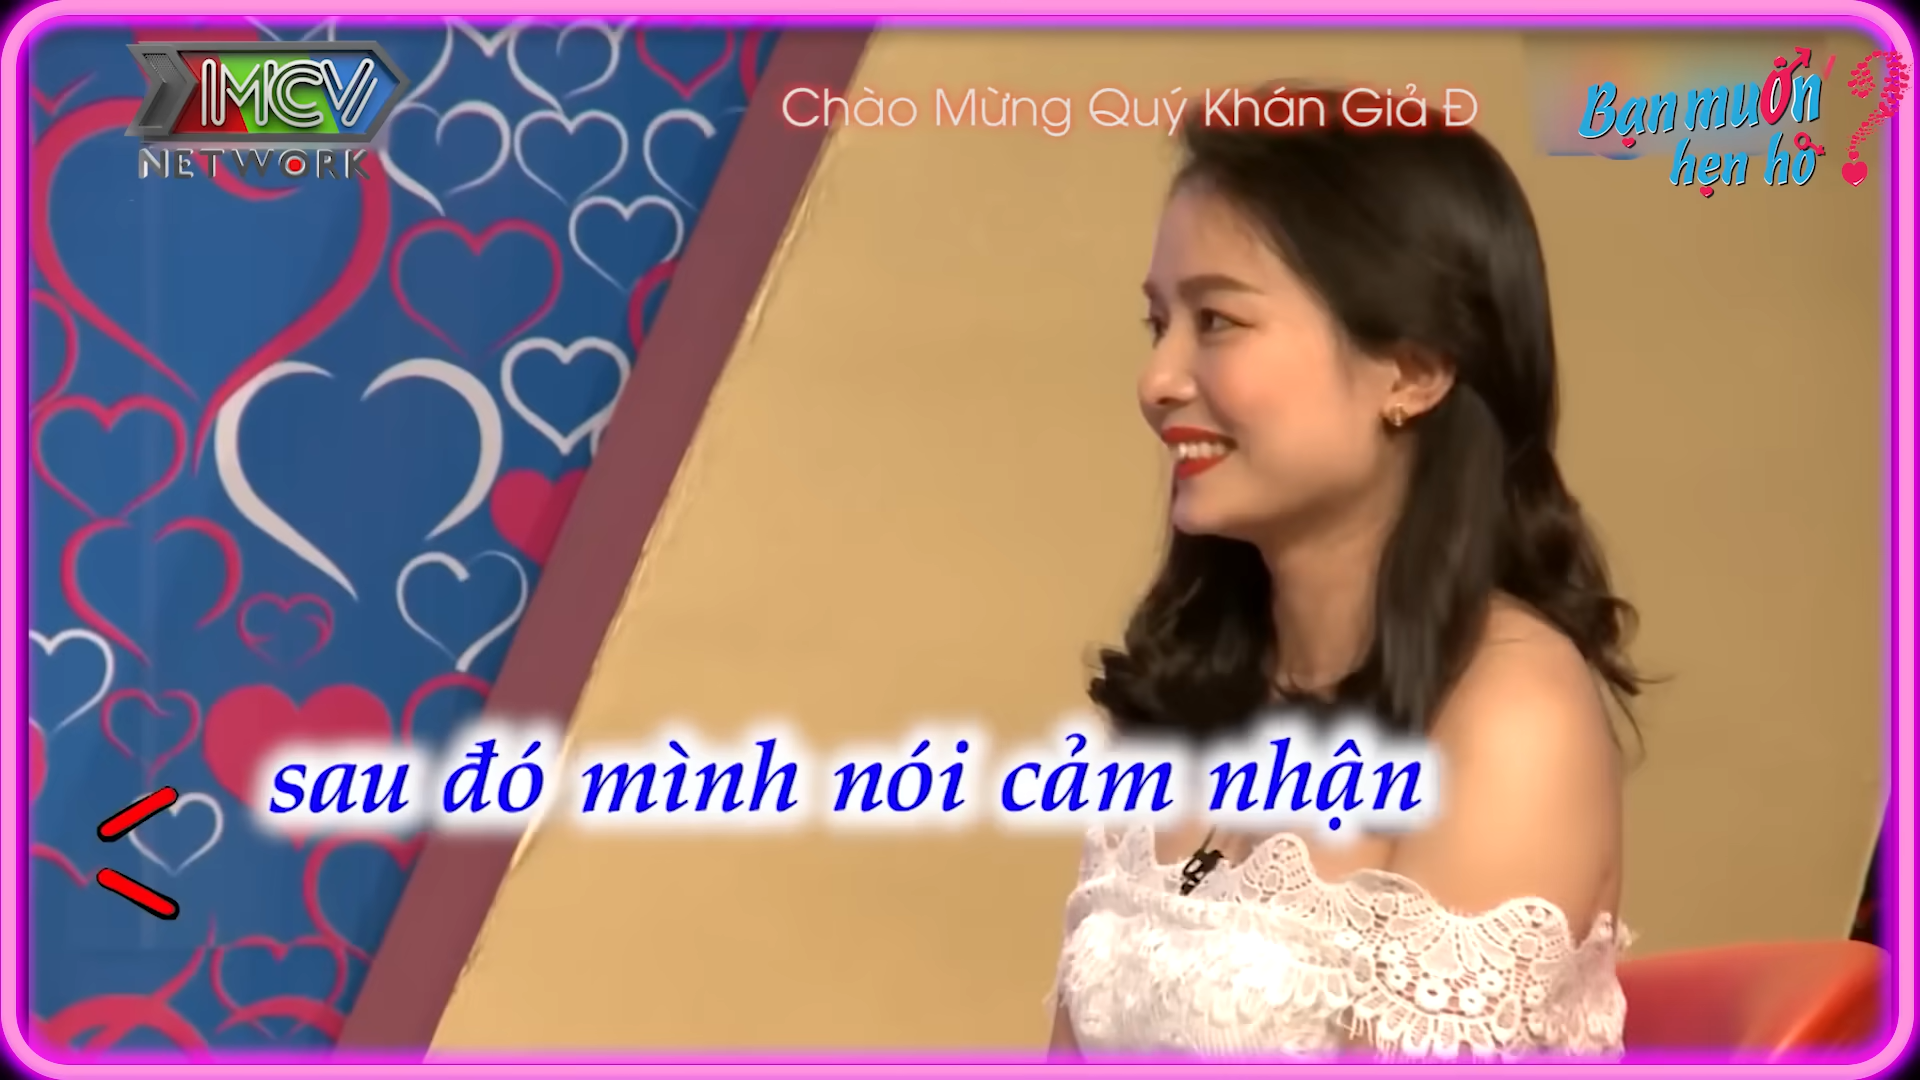 MCV
NETWORK
Chào Mừng Quý Khán Giả Đ
Bạn muốn
hẹn hò
?
sau đó mình nói cảm nhận